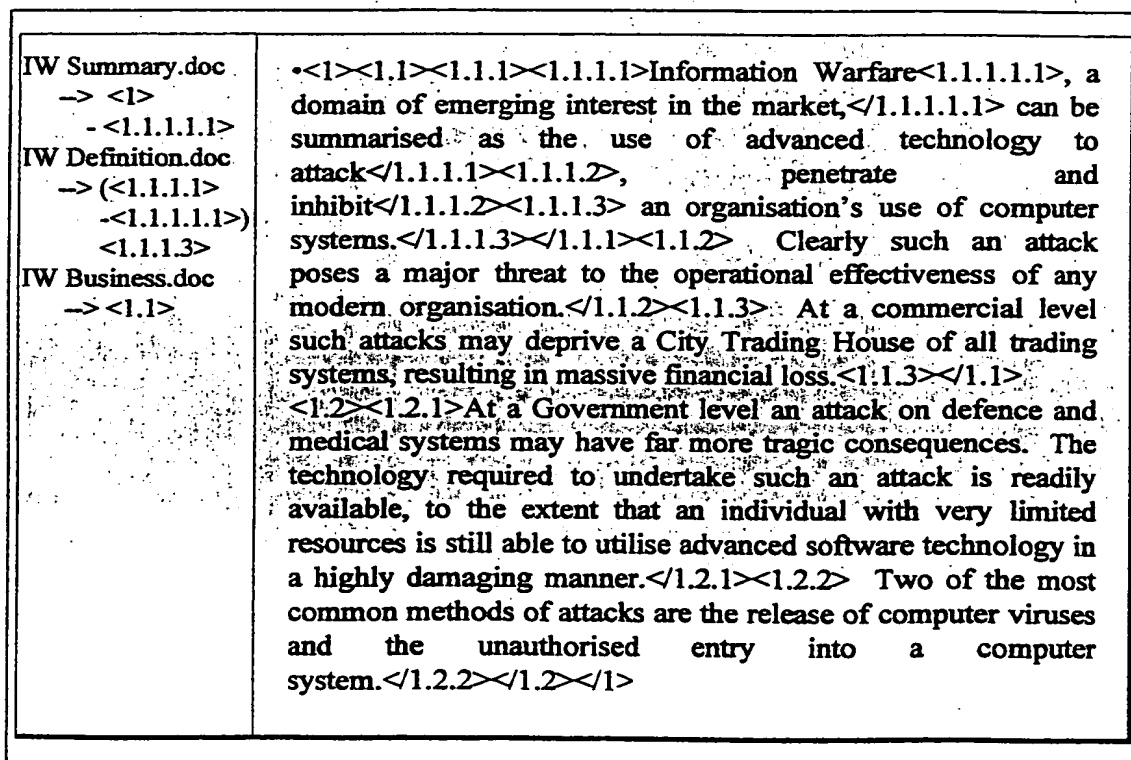 IW Summary.doc
--> <1>
- <1.1.1.1.1>
IW Definition.doc
--> (<1.1.1.1>
-<1.1.1.1.1>)
<1.1.1.3>
IW Business.doc
--> <1.1>
•<1><1.1><1.1.1><1.1.1.1>Information Warfare<1.1.1.1.1>, a
domain of emerging interest in the market,</1.1.1.1.1> can be
summarised as the use of advanced technology to
attack</1.1.1.1><1.1.1.2>, penetrate and
inhibit</1.1.1.2><1.1.1.3> an organisation's use of computer
systems.</1.1.1.3></1.1.1><1.1.2> Clearly such an attack
poses a major threat to the operational effectiveness of any
modern organisation.</1.1.2><1.1.3> At a commercial level
such attacks may deprive a City Trading House of all trading
systems, resulting in massive financial loss.<1.1.3></1.1>
<1.2><1.2.1>At a Government level an attack on defence and
medical systems may have far more tragic consequences. The
technology required to undertake such an attack is readily
available, to the extent that an individual with very limited
resources is still able to utilise advanced software technology in
a highly damaging manner.</1.2.1><1.2.2> Two of the most
common methods of attacks are the release of computer viruses
and the unauthorised entry into a computer
system.</1.2.2></1.2></1>